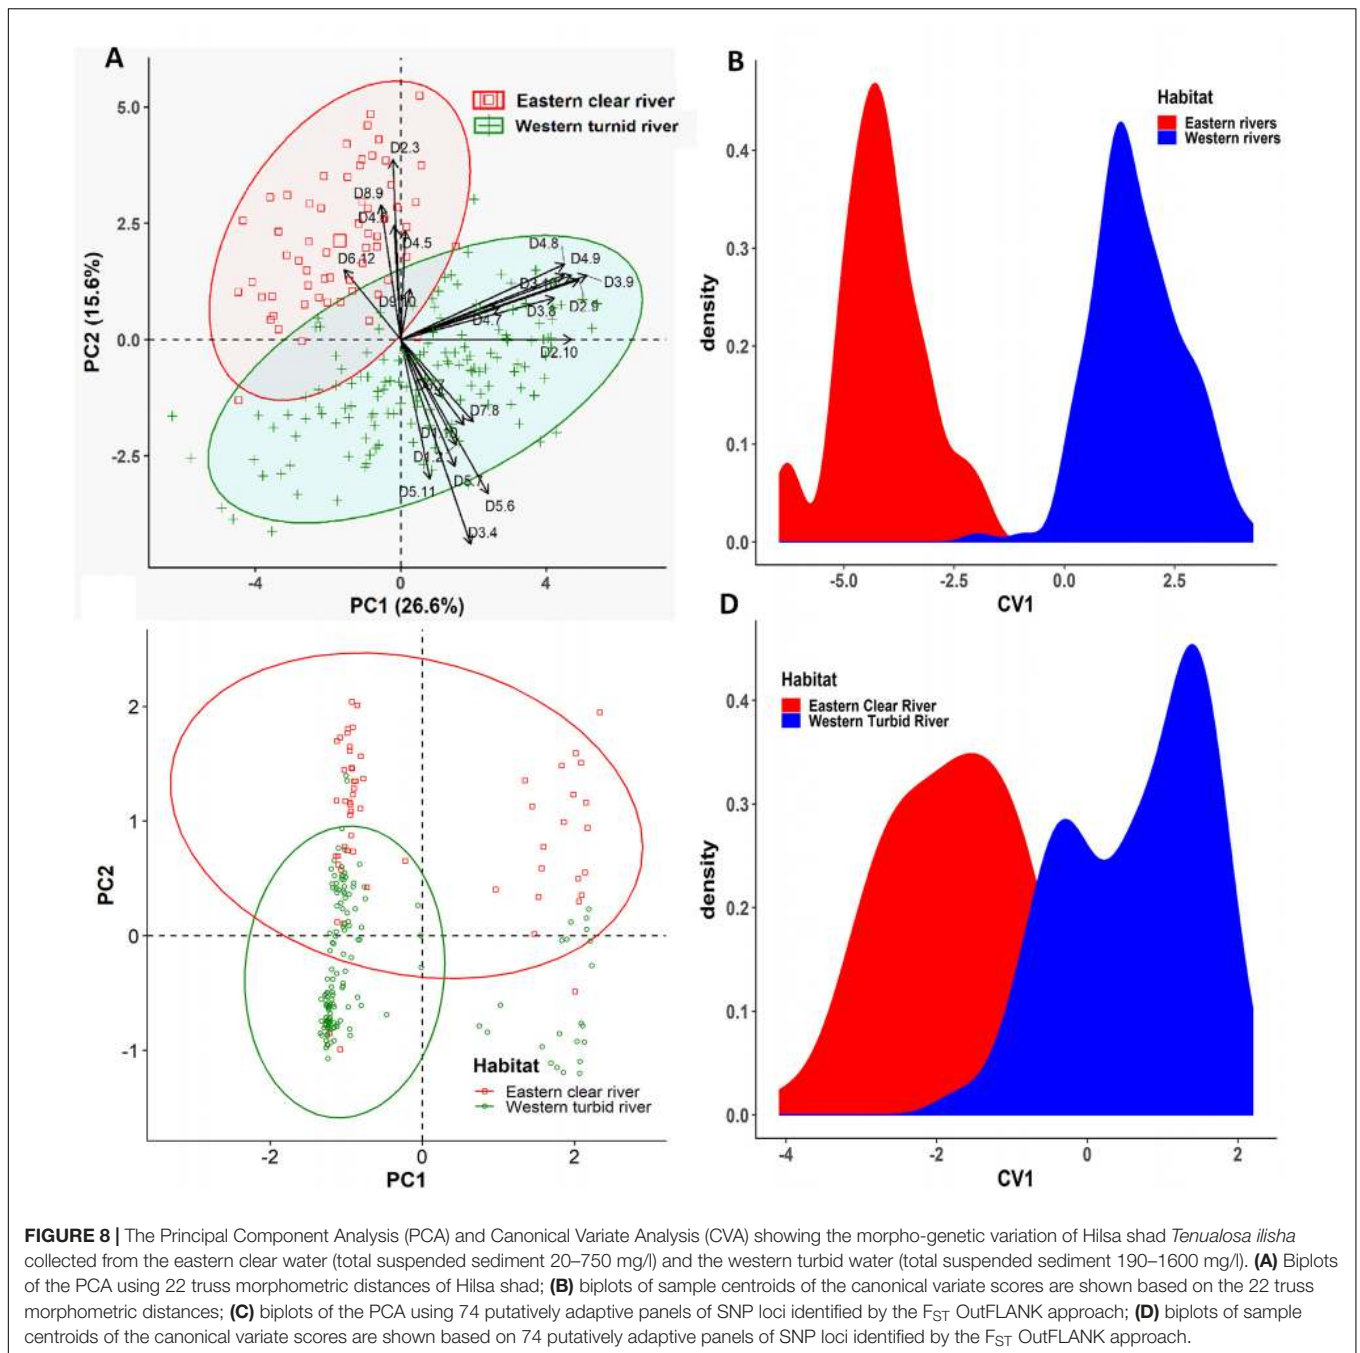 A
Eastern clear river
Western turnid river
5.0
2.5
0.0
-2.5
PC2 (15.6%)
D2.3
D8.9
D4.5
D6.12
D4.8
D4.9
D3.9
D2.9
D3.8
D4.7
D2.10
D7.8
D1.2
D5.11
D5.6
D3.4
-4
0
4
PC1 (26.6%)
B
Habitat
Eastern rivers
Western rivers
0.4
0.3
0.2
0.1
0.0
density
-5.0
-2.5
0.0
2.5
CV1
2
1
0
-1
PC2
Habitat
Eastern clear river
Western turbid river
-2
0
2
PC1
D
Habitat
Eastern Clear River
Western Turbid River
0.4
0.3
0.2
0.1
0.0
density
-4
-2
0
2
CV1
FIGURE 8 | The Principal Component Analysis (PCA) and Canonical Variate Analysis (CVA) showing the morpho-genetic variation of Hilsa shad Tenualosa ilisha
collected from the eastern clear water (total suspended sediment 20–750 mg/l) and the western turbid water (total suspended sediment 190–1600 mg/l). (A) Biplots
of the PCA using 22 truss morphometric distances of Hilsa shad; (B) biplots of sample centroids of the canonical variate scores are shown based on the 22 truss
morphometric distances; (C) biplots of the PCA using 74 putatively adaptive panels of SNP loci identified by the FST OutFLANK approach; (D) biplots of sample
centroids of the canonical variate scores are shown based on 74 putatively adaptive panels of SNP loci identified by the FST OutFLANK approach.